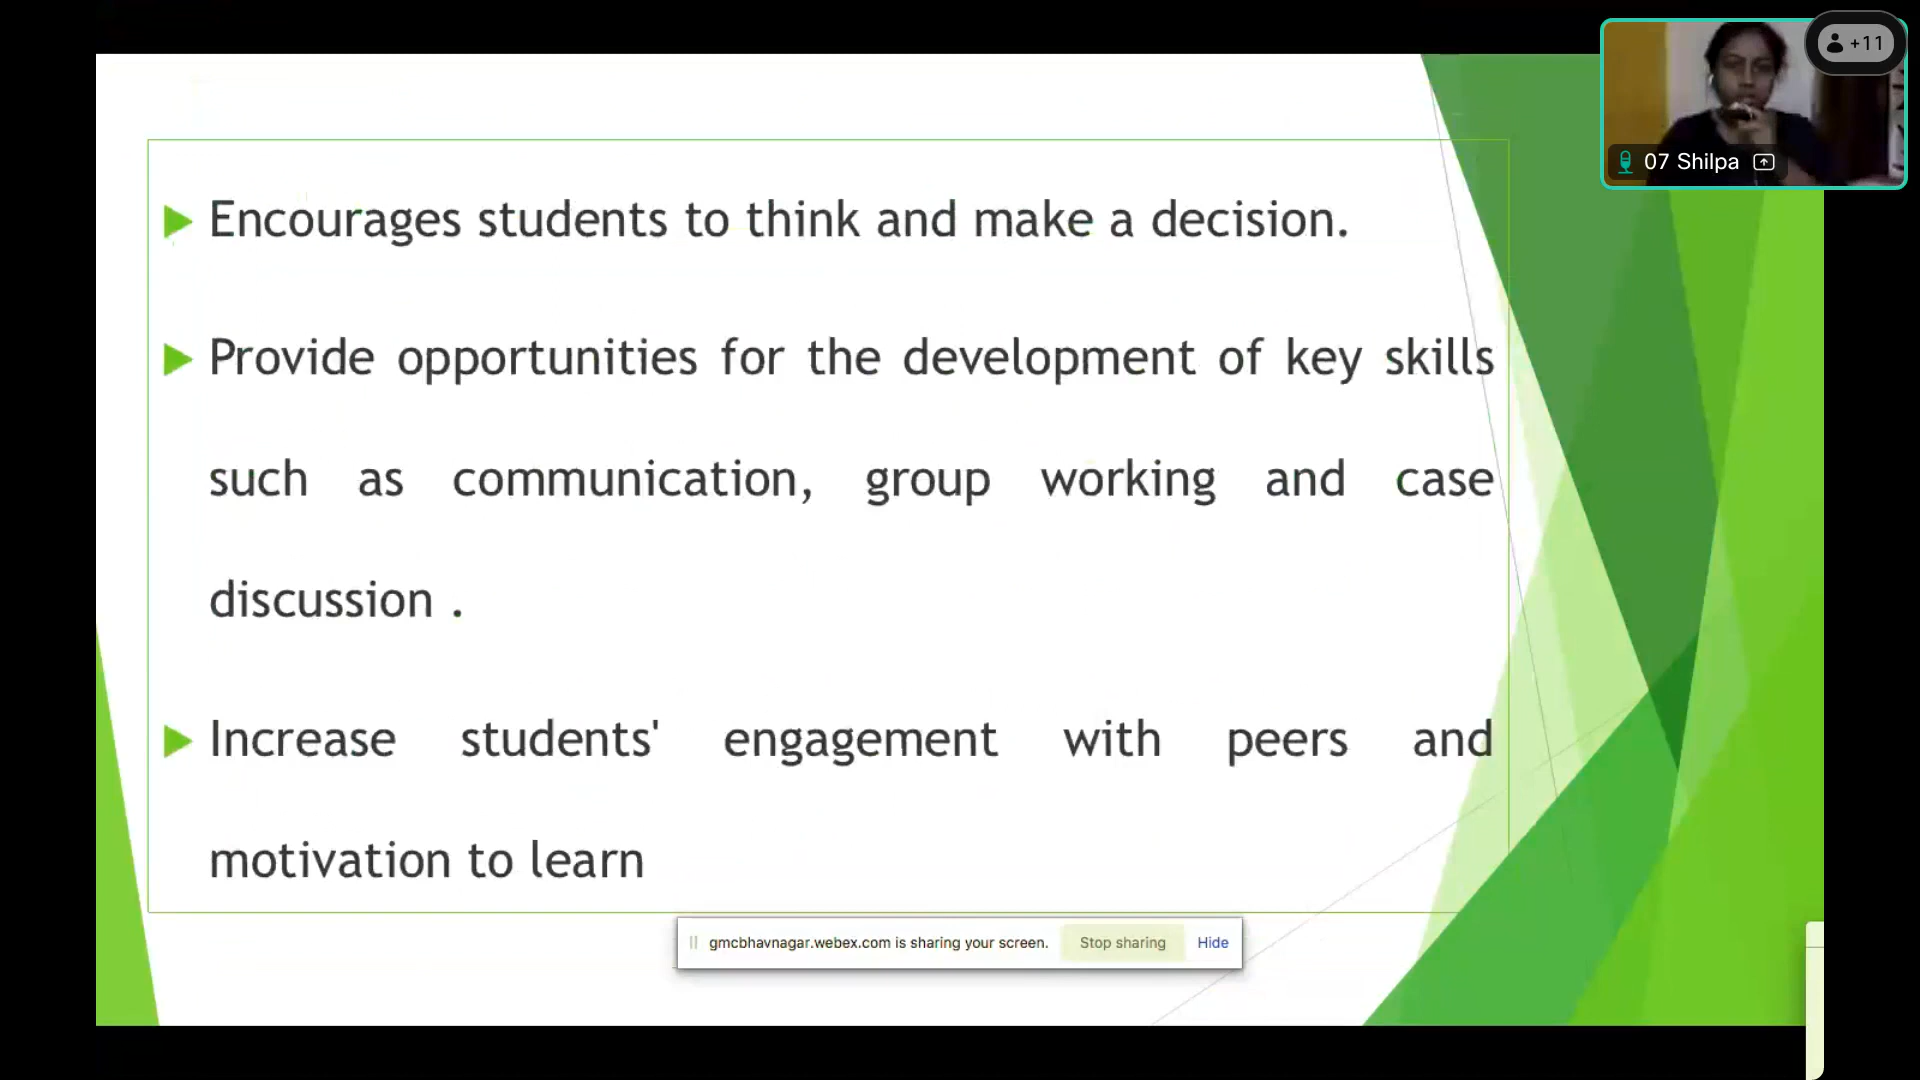 +11
07 Shilpa
Encourages students to think and make a decision.
Provide opportunities for the development of key skills
such as communication, group working and case
discussion .
Increase students' engagement with peers and
motivation to learn
gmcbhavnagar.webex.com is sharing your screen. Stop sharing Hide